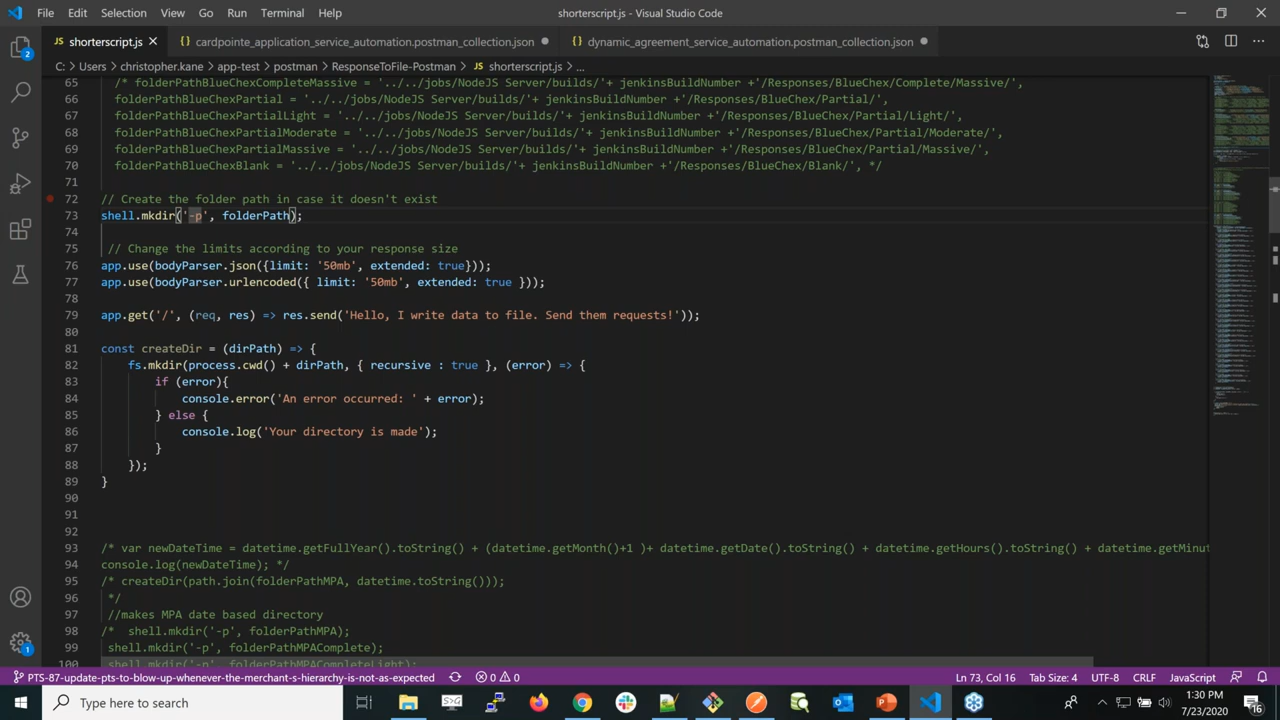 File Edit Selection View Go Run Terminal Help shorterscript.js - Visual Studio Code
shorterscript.js cardpointe_application_service_automation.postman_collection.json dynamic_agreement_service_automation.postman_collection.json
C: > Users > christopher.kane > app-test > postman > ResponseToFile-Postman > shorterscript.js > ...
65 /* folderPathBlueChexCompleteMassive = '../../jobs/NodeJS Server/builds/'+ jenkinsBuildNumber +'/Responses/BlueChex/Complete/Massive/',
66 folderPathBlueChexPartial = '../../jobs/NodeJS Server/builds/'+ jenkinsBuildNumber +'/Responses/BlueChex/Partial/',
67 folderPathBlueChexPartialLight = '../../jobs/NodeJS Server/builds/'+ jenkinsBuildNumber +'/Responses/BlueChex/Partial/Light/',
68 folderPathBlueChexPartialModerate = '../../jobs/NodeJS Server/builds/'+ jenkinsBuildNumber +'/Responses/BlueChex/Partial/Moderate/',
69 folderPathBlueChexPartialMassive = '../../jobs/NodeJS Server/builds/'+ jenkinsBuildNumber +'/Responses/BlueChex/Partial/Massive/',
70 folderPathBlueChexBlank = '../../jobs/NodeJS Server/builds/'+ jenkinsBuildNumber +'/Responses/BlueChex/Blank/', */
71
72 // Create the folder path in case it doesn't exist
73 shell.mkdir('-p', folderPath);
74
75 // Change the limits according to your response size
76 app.use(bodyParser.json({limit: '50mb', extended: true}));
77 app.use(bodyParser.urlencoded({ limit: '50mb', extended: true }));
78
79 app.get('/', (req, res) => res.send('Hello, I write data to file. Send them requests!'));
80
81 const createDir = (dirPath) => {
82 fs.mkdir(process.cwd() + dirPath, { recursive : true }, (error) => {
83 if (error){
84 console.error('An error occurred: ' + error);
85 } else {
86 console.log('Your directory is made');
87 }
88 });
89 }
90
91
92
93 /* var newDateTime = datetime.getFullYear().toString() + (datetime.getMonth()+1 )+ datetime.getDate().toString() + datetime.getHours().toString() + datetime.getMinut
94 console.log(newDateTime); */
95 /* createDir(path.join(folderPathMPA, datetime.toString()));
96 */
97 //makes MPA date based directory
98 /* shell.mkdir('-p', folderPathMPA);
99 shell.mkdir('-p', folderPathMPAComplete);
100 shell.mkdir('-p', folderPathMPACompleteLight);
PTS-87-update-pts-to-blow-up-whenever-the-merchant-s-hierarchy-is-not-as-expected 0 0 Ln 73, Col 16 Tab Size: 4 UTF-8 CRLF JavaScript
Type here to search 1:30 PM
7/23/2020 16